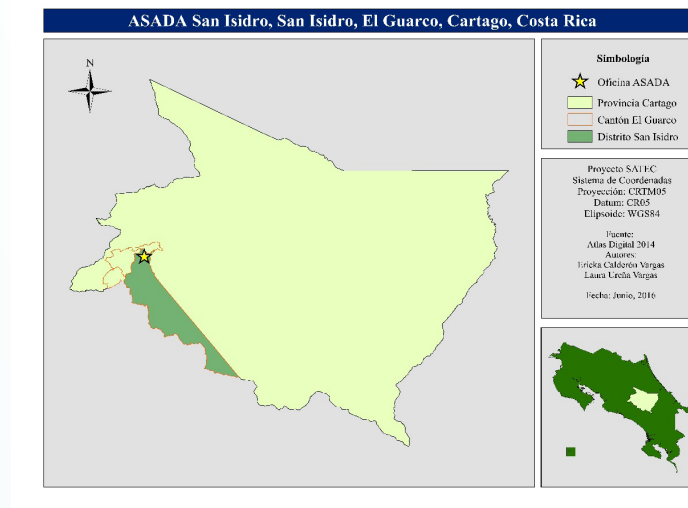 ASADA San Isidro, San Isidro, El Guarco, Cartago, Costa Rica
N
Simbología
Oficina ASADA
Provincia Cartago
Cantón El Guarco
Distrito San Isidro
Proyecto SATEC
Sistema de Coordenadas
Proyección: CRTM05
Datum: CR05
Elipsoide: WGS84
Fuente:
Atlas Digital 2014
Autores:
Ericka Calderón Vargas
Laura Ureña Vargas
Fecha: Junio, 2016